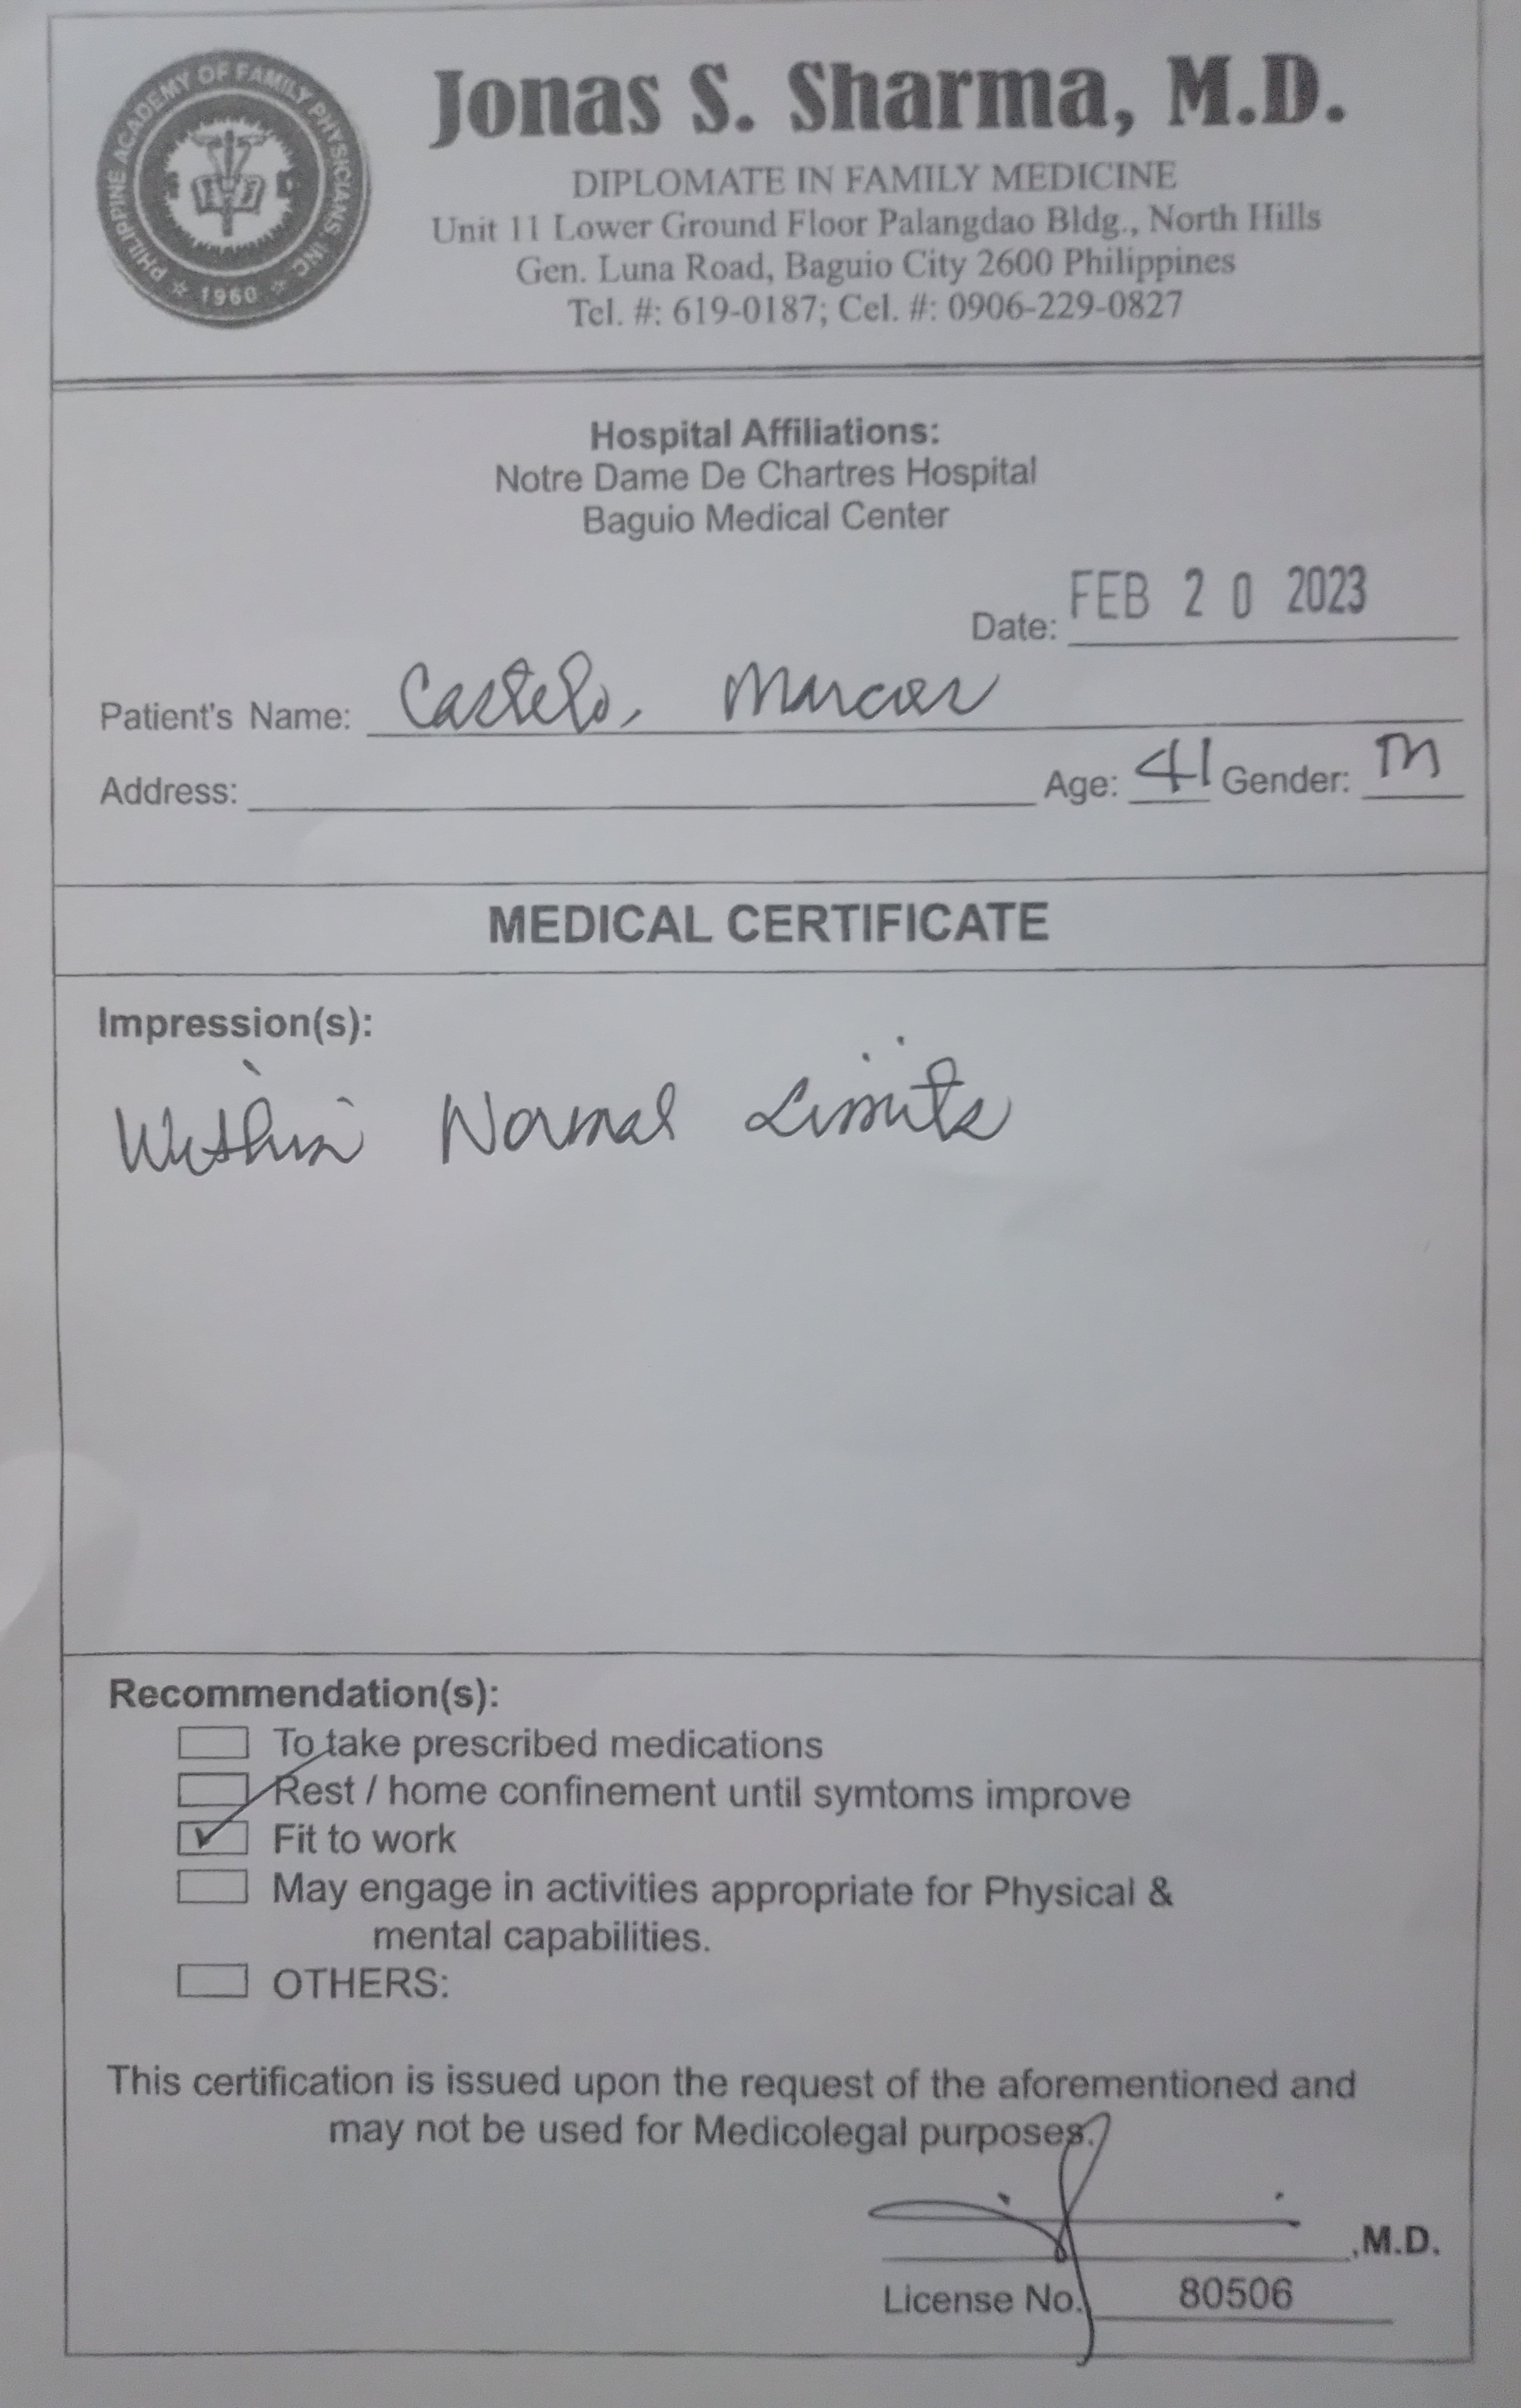 PHILIPPINE ACADEMY OF FAMILY PHYSICIANS, INC.
1960
Jonas S. Sharma, M.D.
DIPLOMATE IN FAMILY MEDICINE
Unit 11 Lower Ground Floor Palangdao Bldg., North Hills
Gen. Luna Road, Baguio City 2600 Philippines
Tel. #: 619-0187; Cel. #: 0906-229-0827
Hospital Affiliations:
Notre Dame De Chartres Hospital
Baguio Medical Center
Date: FEB 20 2023
Patient's Name: Castelo, Marcos
Address: Age: 41 Gender: M
MEDICAL CERTIFICATE
Impression(s):
Within Normal Limits
Recommendation(s):
To take prescribed medications
Rest / home confinement until symtoms improve
Fit to work
May engage in activities appropriate for Physical &
mental capabilities.
OTHERS:
This certification is issued upon the request of the aforementioned and
may not be used for Medicolegal purposes.
,M.D.
License No. 80506